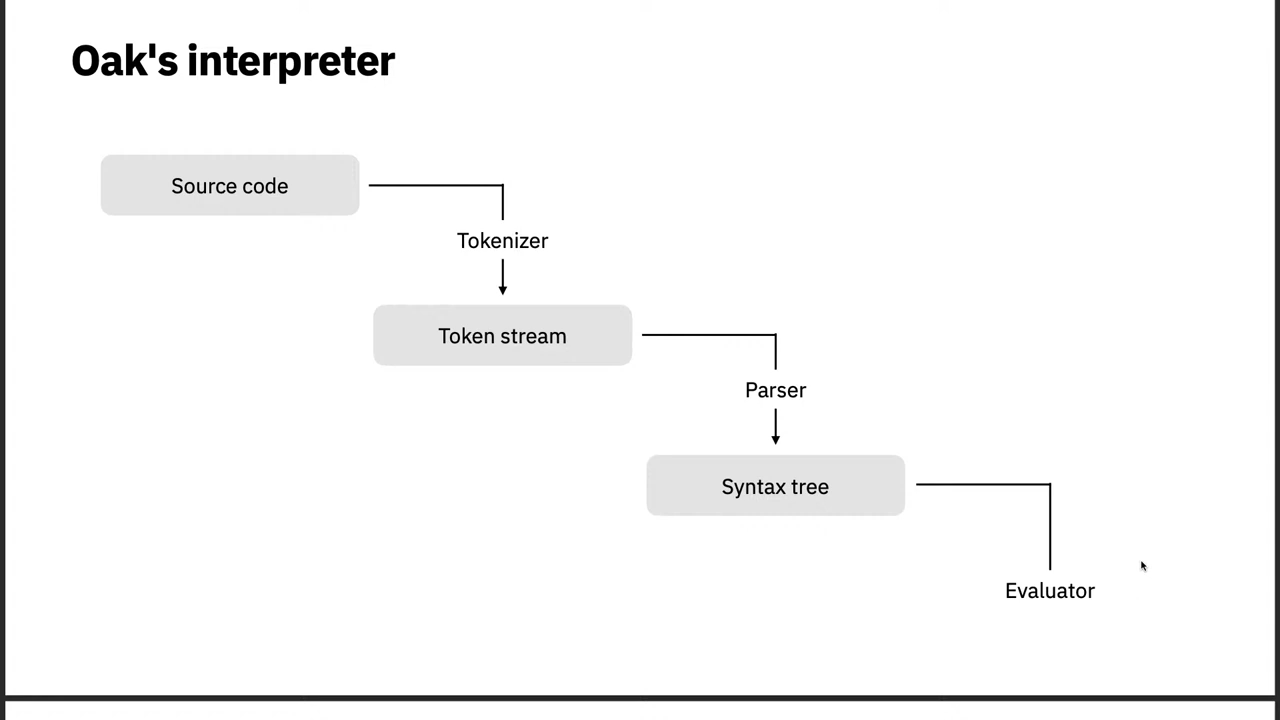 Oak's interpreter
Source code
Tokenizer
Token stream
Parser
Syntax tree
Evaluator